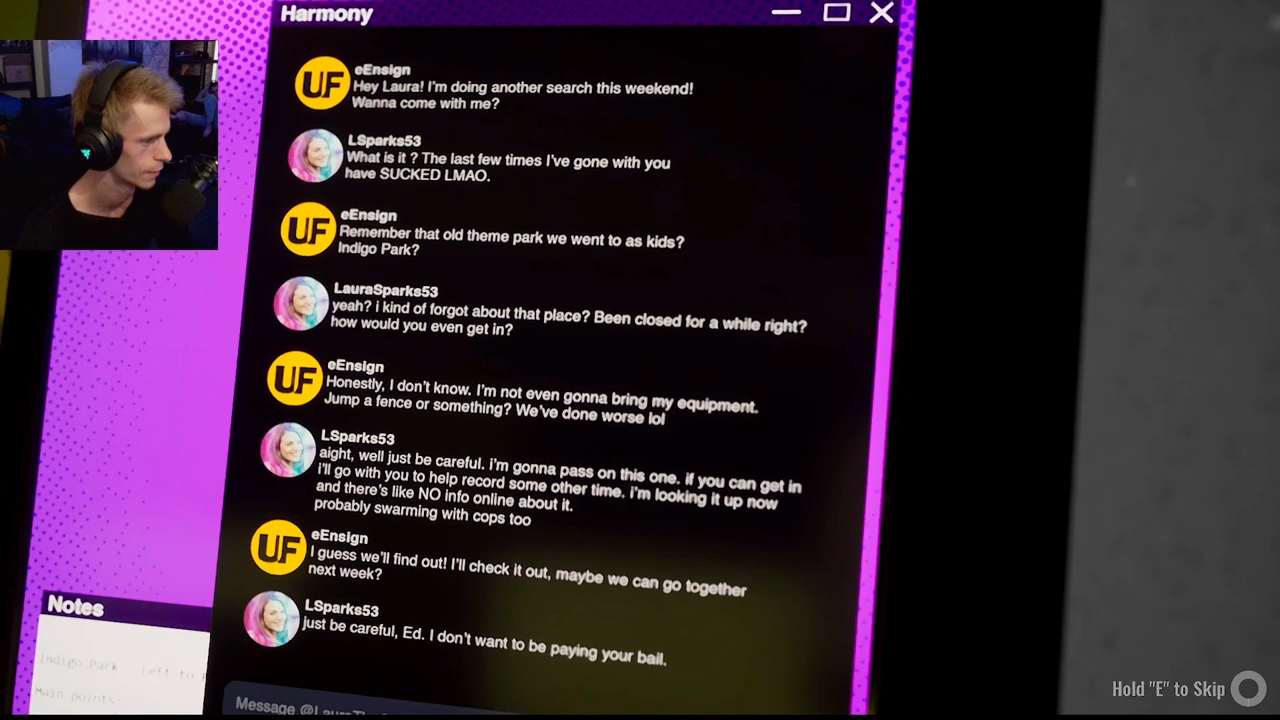 Harmony
UF
eEnsign
Hey Laura! I'm doing another search this weekend!
Wanna come with me?
LSparks53
What is it ? The last few times I've gone with you
have SUCKED LMAO.
UF
eEnsign
Remember that old theme park we went to as kids?
Indigo Park?
LauraSparks53
yeah? i kind of forgot about that place? Been closed for a while right?
how would you even get in?
UF
eEnsign
Honestly, I don't know. I'm not even gonna bring my equipment.
Jump a fence or something? We've done worse lol
LSparks53
aight, well just be careful. i'm gonna pass on this one. if you can get in
i'll go with you to help record some other time. i'm looking it up now
and there's like NO info online about it.
probably swarming with cops too
UF
eEnsign
I guess we'll find out! I'll check it out, maybe we can go together
next week?
LSparks53
just be careful, Ed. I don't want to be paying your bail.
Notes
Indigo Park Left to
Main points:
Message
Hold "E" to Skip